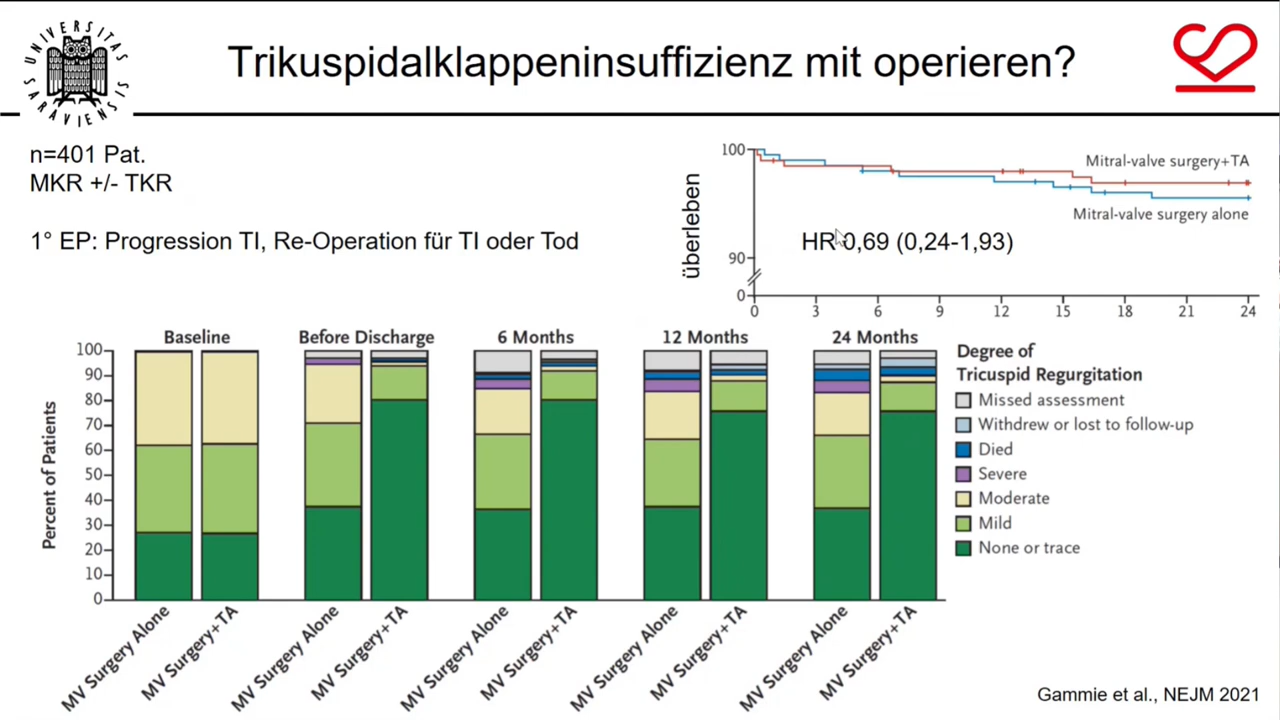 UNIVERSITAS
SARAVIENSIS
Trikuspidalklappeninsuffizienz mit operieren?
n=401 Pat.
MKR +/- TKR
1° EP: Progression TI, Re-Operation für TI oder Tod
überleben
100
90
0
Mitral-valve surgery+TA
Mitral-valve surgery alone
HR 0,69 (0,24-1,93)
0 3 6 9 12 15 18 21 24
Baseline
Before Discharge
6 Months
12 Months
24 Months
Percent of Patients
100
90
80
70
60
50
40
30
20
10
0
MV Surgery Alone
MV Surgery+TA
MV Surgery Alone
MV Surgery+TA
MV Surgery Alone
MV Surgery+TA
MV Surgery Alone
MV Surgery+TA
MV Surgery Alone
MV Surgery+TA
Degree of
Tricuspid Regurgitation
Missed assessment
Withdrew or lost to follow-up
Died
Severe
Moderate
Mild
None or trace
Gammie et al., NEJM 2021